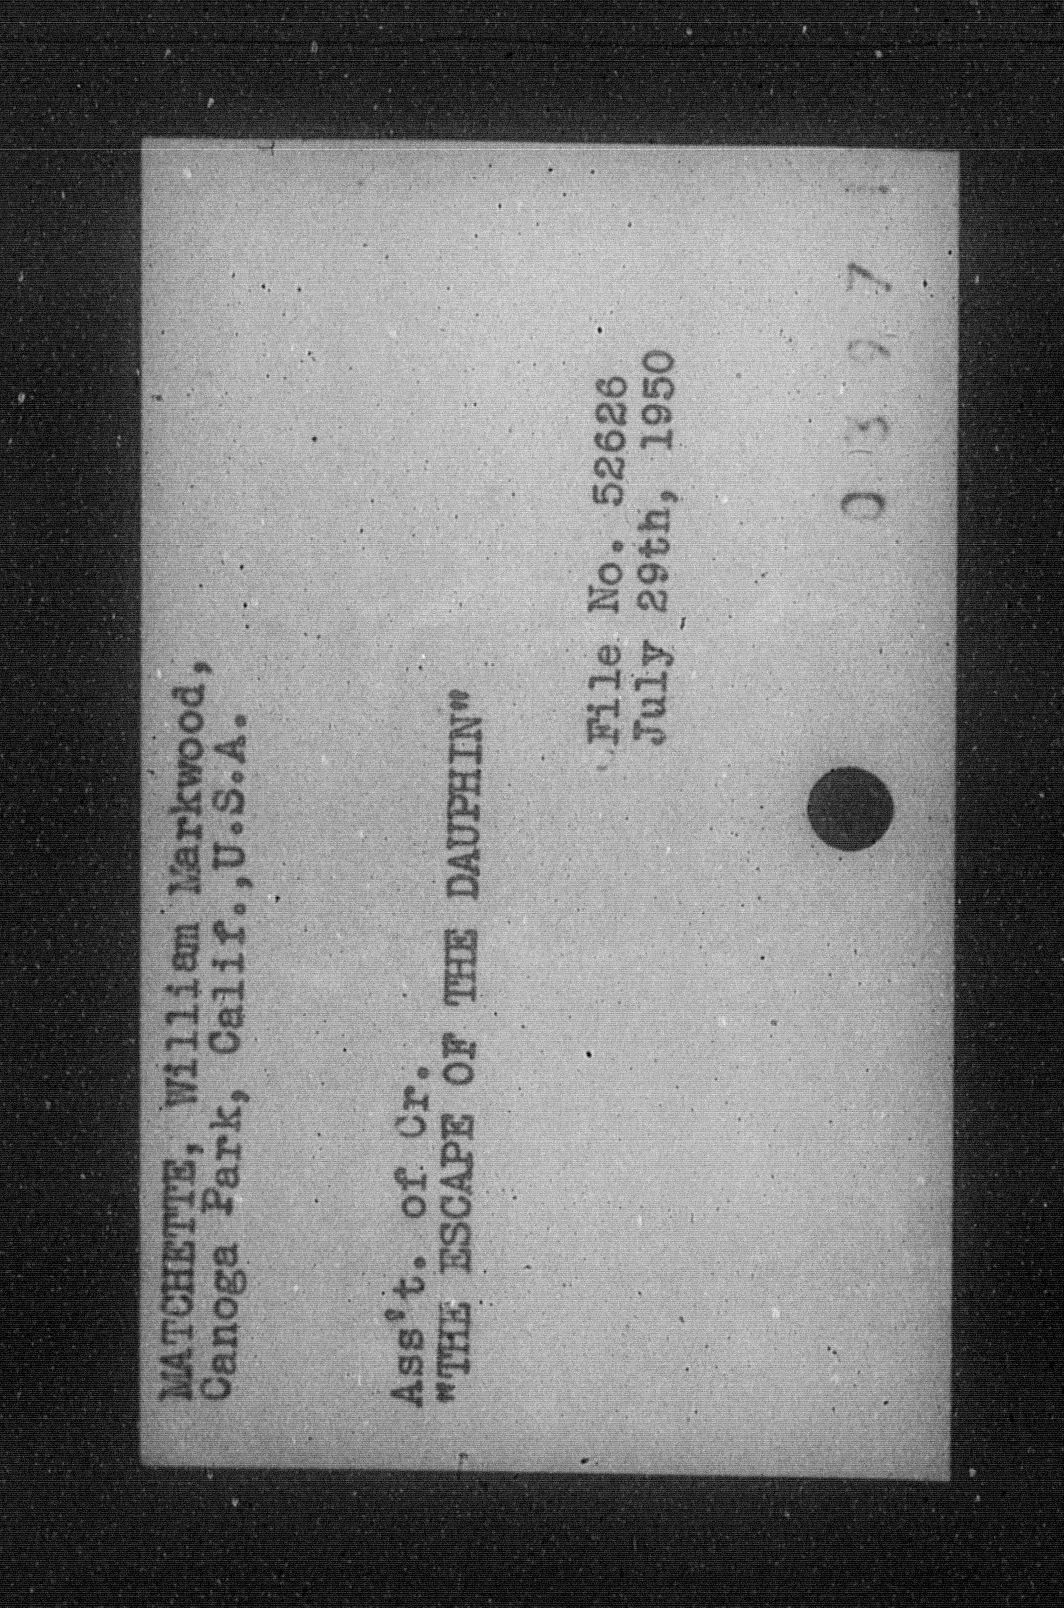 MATCHETTE, William Markwood,
Canoga Park, Calif.,U.S.A.
Ass't. of Cr.
"THE ESCAPE OF THE DAUPHIN"
File No. 52626
July 29th, 1950